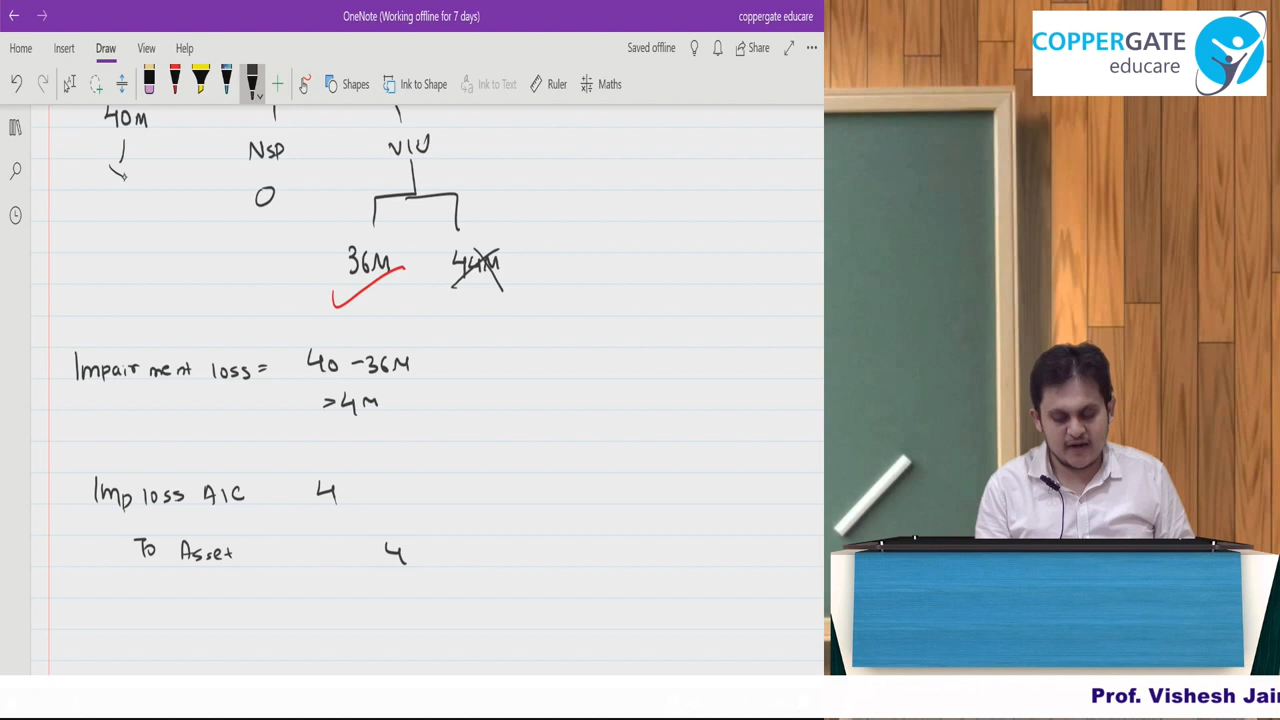 OneNote (Working offline for 7 days)
coppergate educare
Home Insert Draw View Help
Saved offline
Share
Shapes
Ink to Shape
Ink to Text
Ruler
Maths
COPPERGATE
educare
40M
NSP
VIU
0
36M
44M
Impairment loss = 40 - 36M
= 4M
Imp loss A/C 4
To Asset 4
Prof. Vishesh Jain